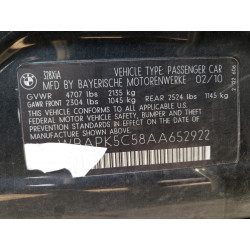 328XiA
VEHICLE TYPE: PASSENGER CAR
MFD BY BAYERISCHE MOTORENWERKE - 02/10
GVWR 4707 lbs 2135 kg
GAWR FRONT 2304 lbs 1045 kg REAR 2524 lbs 1145 kg
THIS VEHICLE CONFORMS TO ALL APPLICABLE
U.S. FEDERAL MOTOR VEHICLE SAFETY, BUMPER,
AND THEFT PREVENTION STANDARDS IN EFFECT
ON THE DATE OF MANUFACTURE SHOWN ABOVE.
WBAPK5C58AA652922